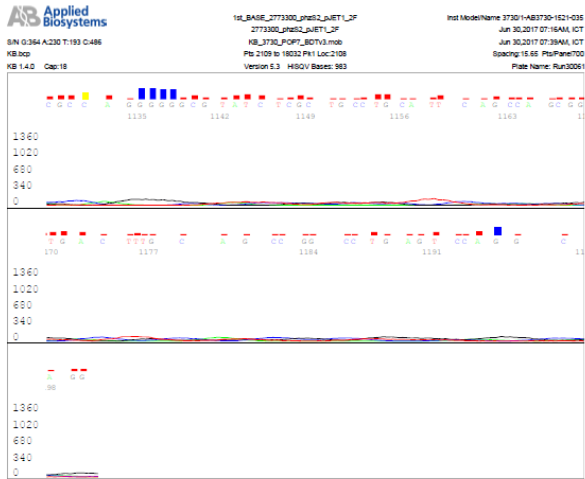 AB Applied Biosystems
1st_BASE_2773300_phzS2_pJET1_2F
Inst Model/Name 3730/1-AB3730-1521-035
2773300_phzS2_pJET1_2F
Jun 30,2017 07:16AM, ICT
S/N G:364 A:230 T:193 C:486
KB_3730_POP7_BDTv3.mob
Jun 30,2017 07:39AM, ICT
KB.bcp
Pts 2109 to 18032 Pk1 Loc:2108
Spacing:15.65 Pts/Panel700
KB 1.4.0 Cap:18
Version 5.3 HISQV Bases: 983
Plate Name: Run30061
C G C C A G G G G G G C G T A T C T C G C T G C C T G C A T T C A G C C A G C G G
1135 1142 1149 1156 1163
1360
1020
680
340
0
T G A C T T T G C A G C C G G C C T G A G T C C A G G C
170 1177 1184 1191
1360
1020
680
340
0
A G G
98
1360
1020
680
340
0